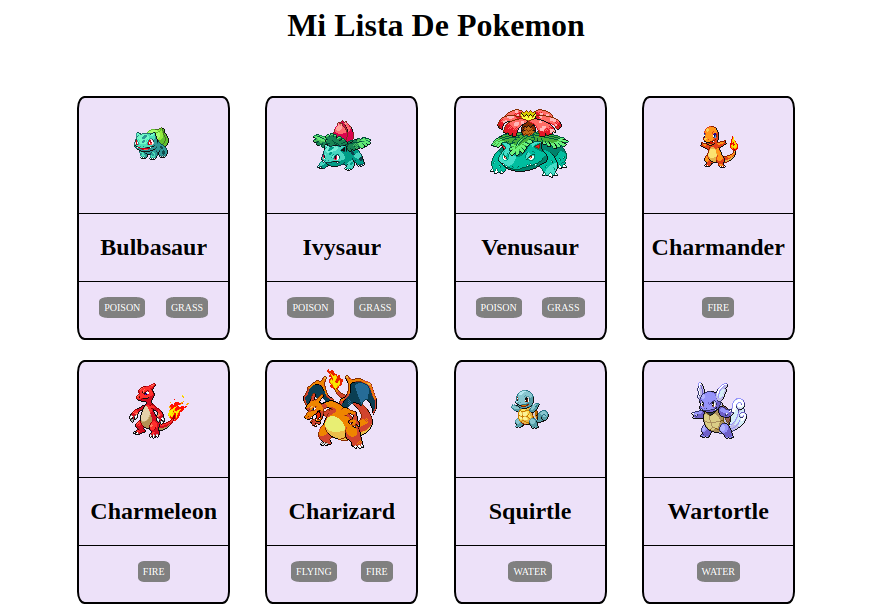 Mi Lista De Pokemon
Bulbasaur
POISON GRASS
Ivysaur
POISON GRASS
Venusaur
POISON GRASS
Charmander
FIRE
Charmeleon
FIRE
Charizard
FLYING FIRE
Squirtle
WATER
Wartortle
WATER